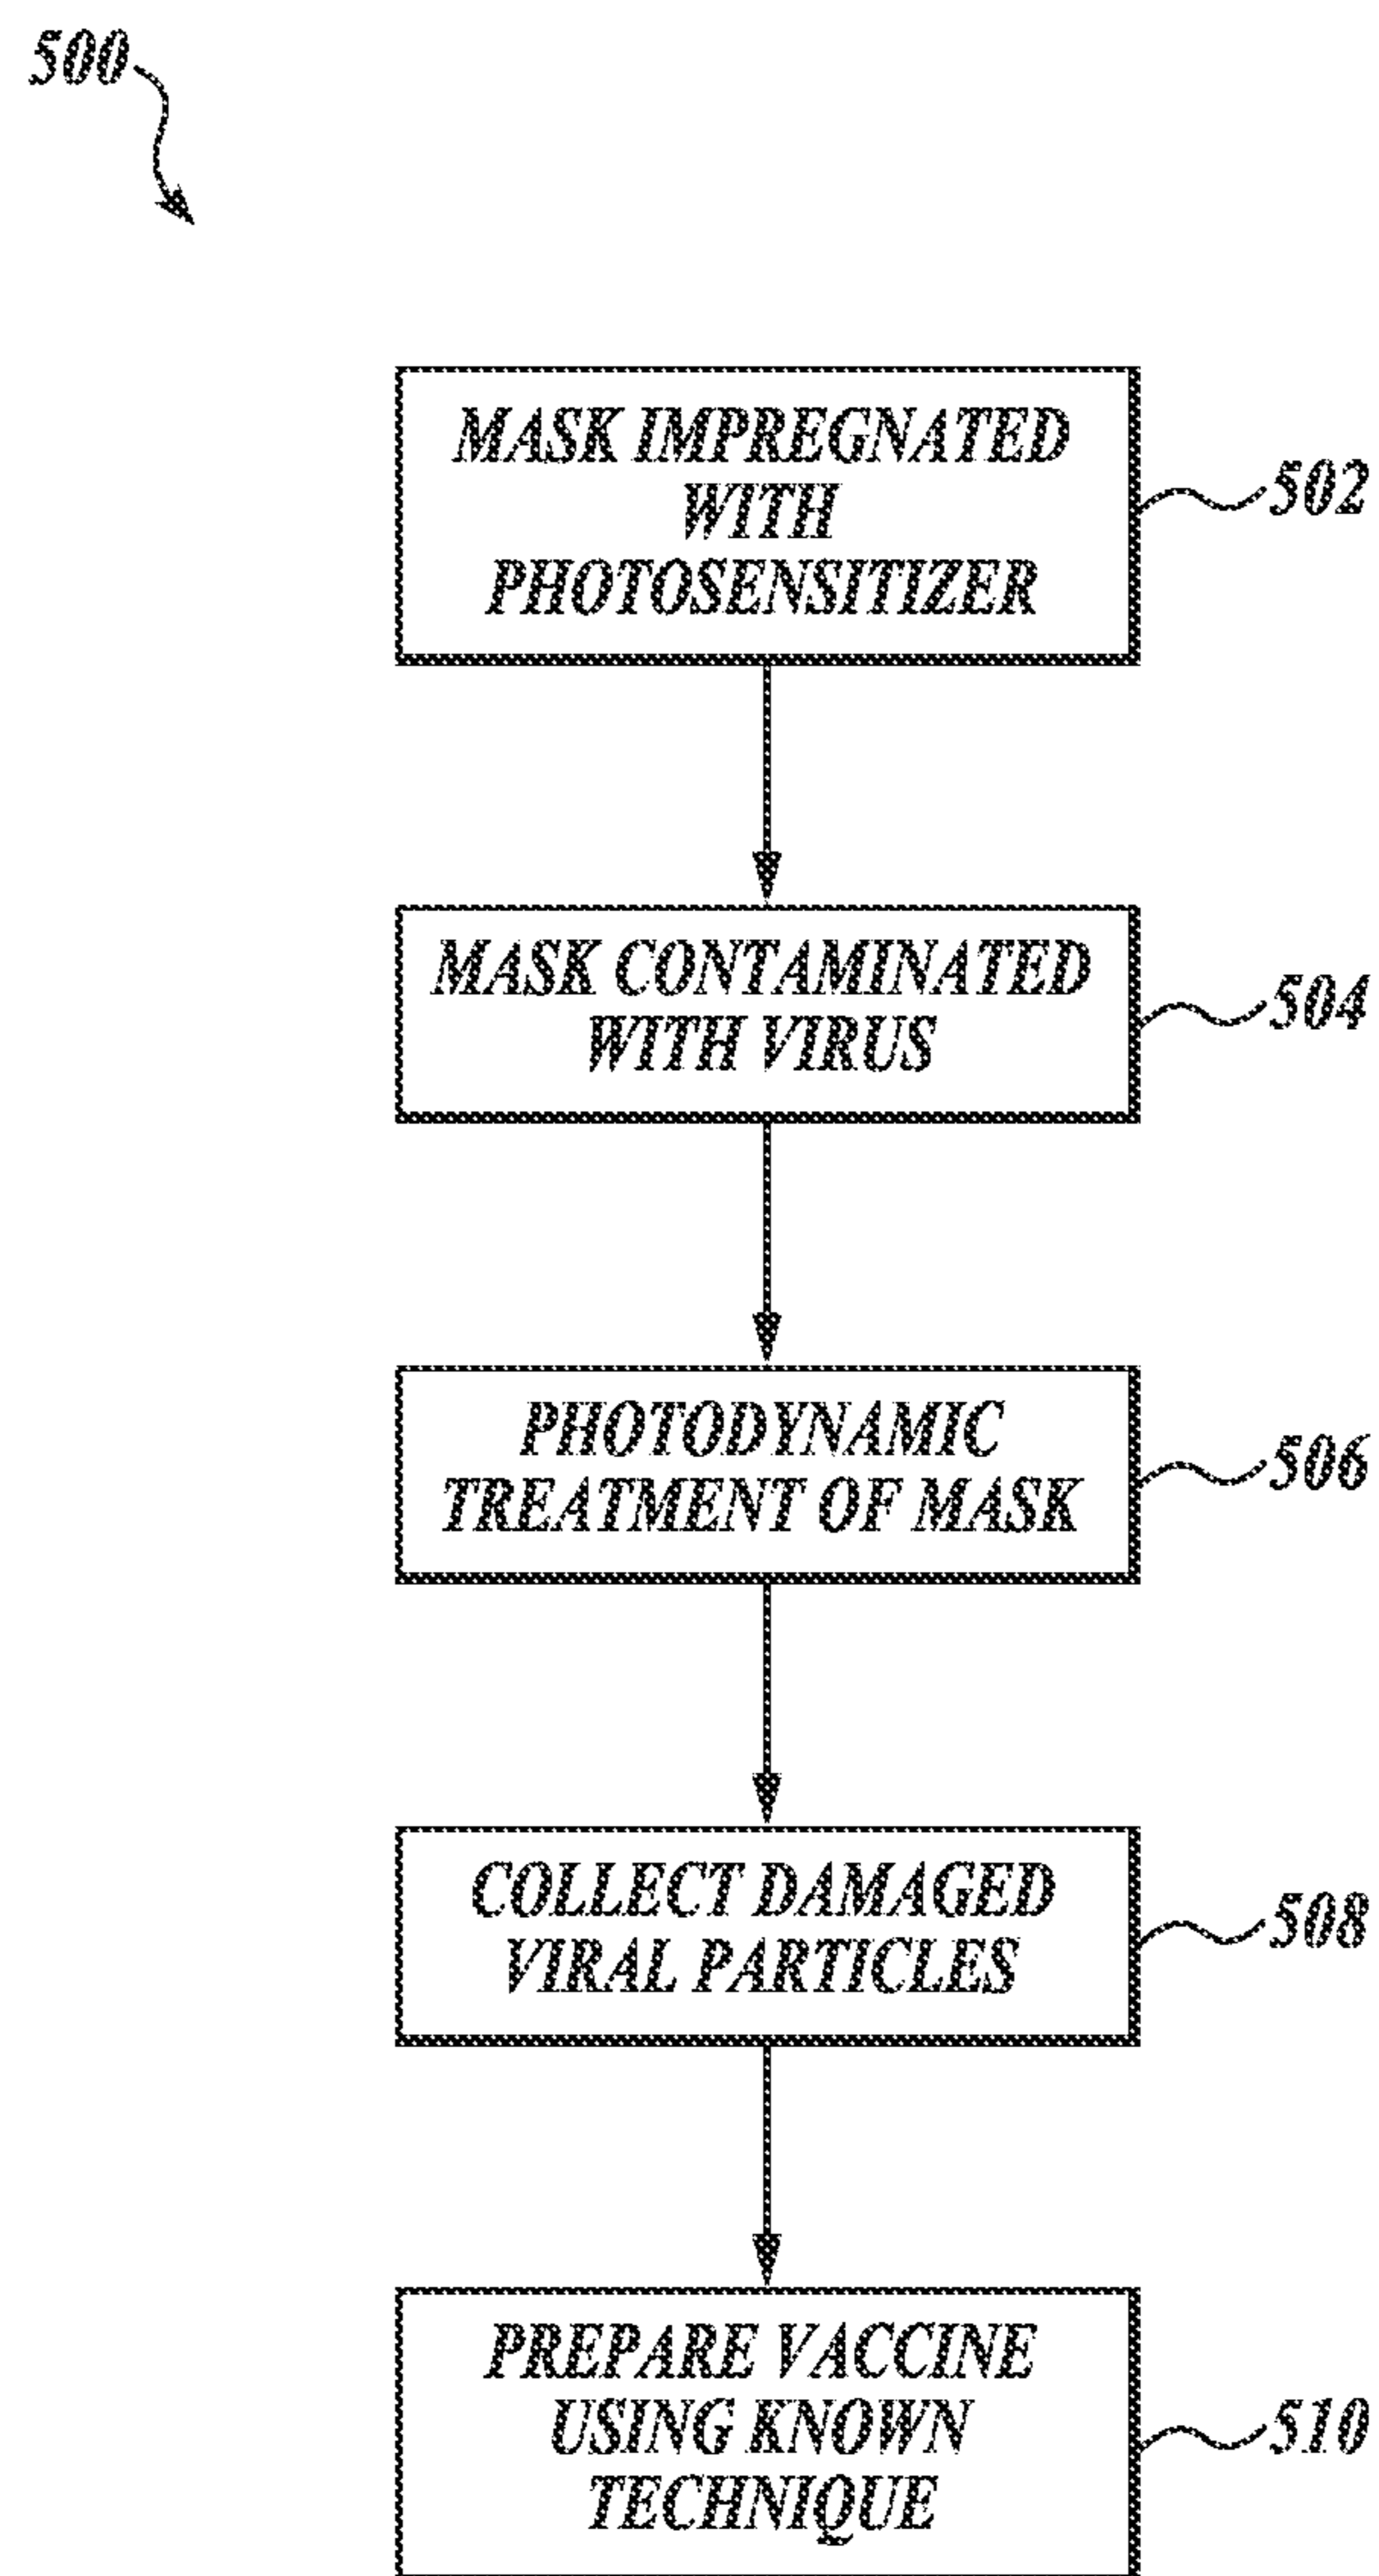 500
MASK IMPREGNATED
WITH
PHOTOSENSITIZER
502
MASK CONTAMINATED
WITH VIRUS
504
PHOTODYNAMIC
TREATMENT OF MASK
506
COLLECT DAMAGED
VIRAL PARTICLES
508
PREPARE VACCINE
USING KNOWN
TECHNIQUE
510